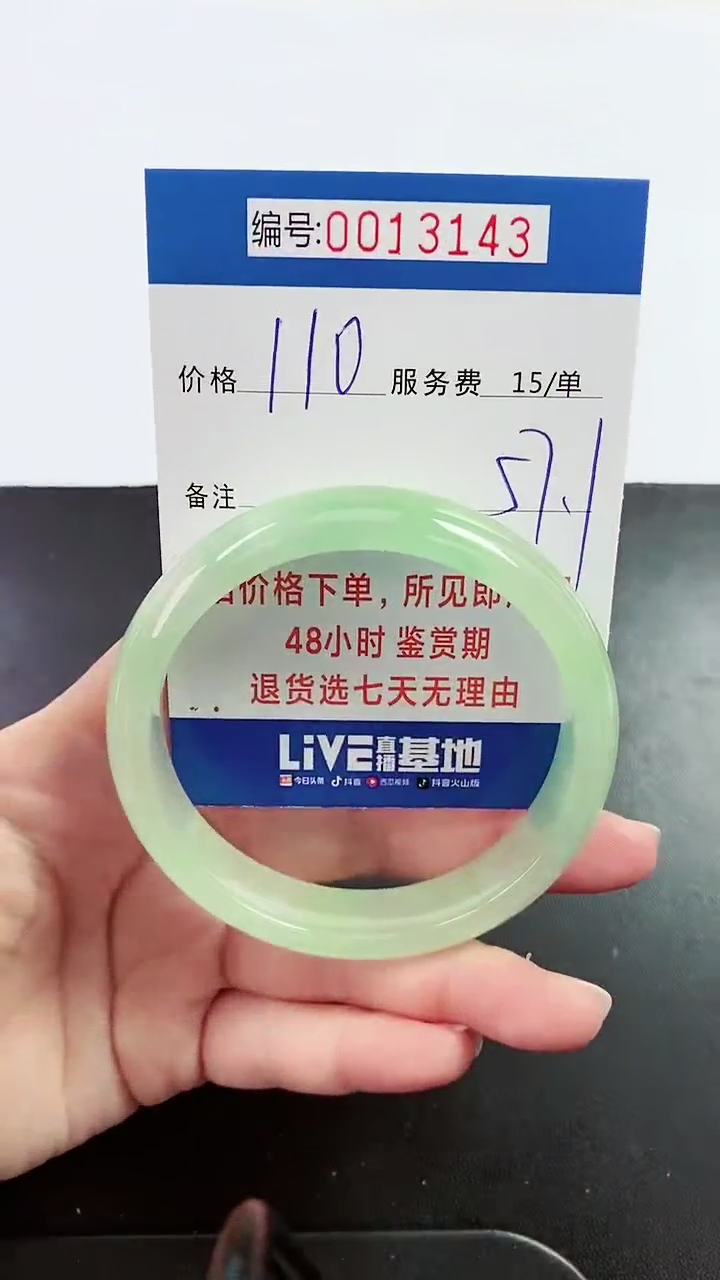 编号:0013143
价格 110 服务费 15/单
备注 57.1
价格下单,所见即
48小时 鉴赏期
退货选七天无理由
LiVE直播基地
今日头条 抖音 西瓜视频 抖音火山版